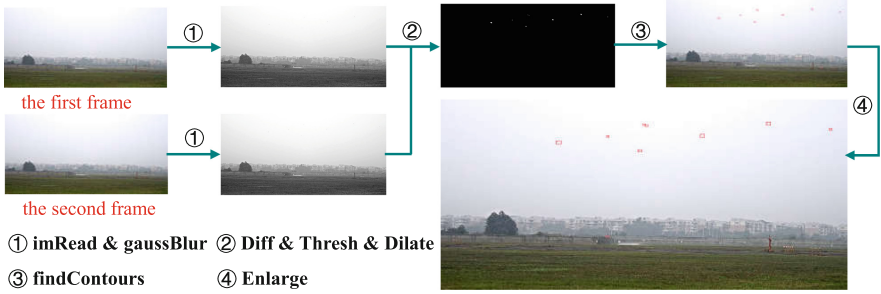 ① ② ③
the first frame
① ④
the second frame
① imRead & gaussBlur ② Diff & Thresh & Dilate
③ findContours ④ Enlarge